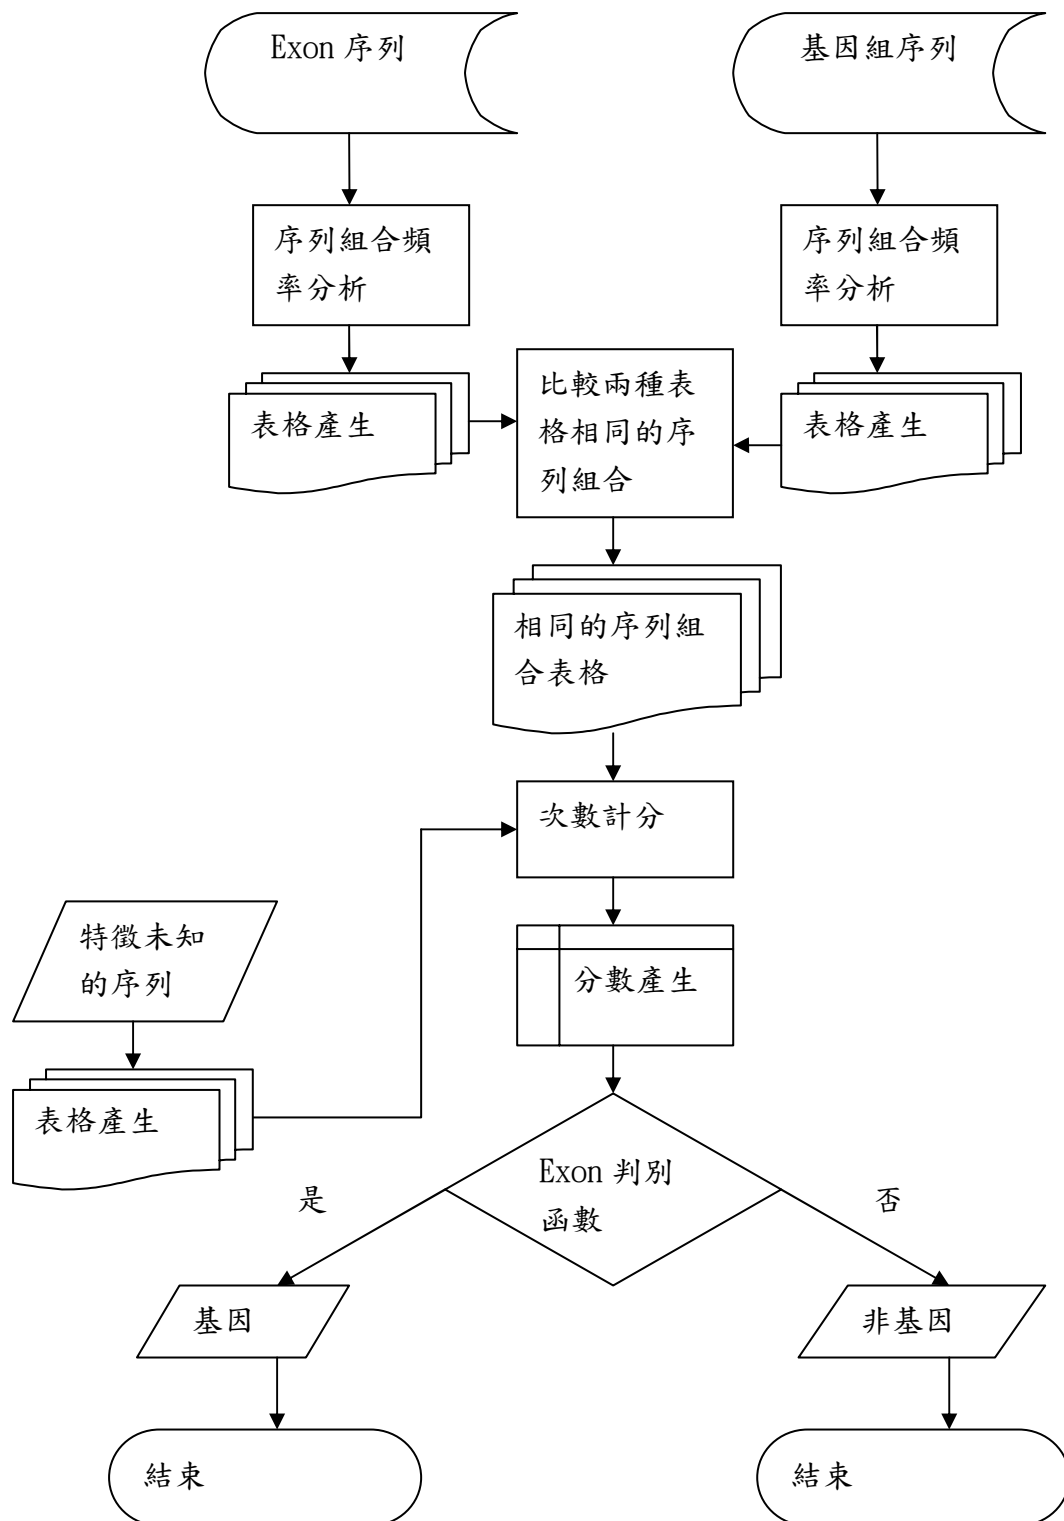 Exon 序列
基因組序列
序列組合頻
率分析
序列組合頻
率分析
表格產生
比較兩種表
格相同的序
列組合
表格產生
相同的序列組
合表格
次數計分
特徵未知
的序列
分數產生
表格產生
Exon 判別
函數
是
否
基因
非基因
結束
結束